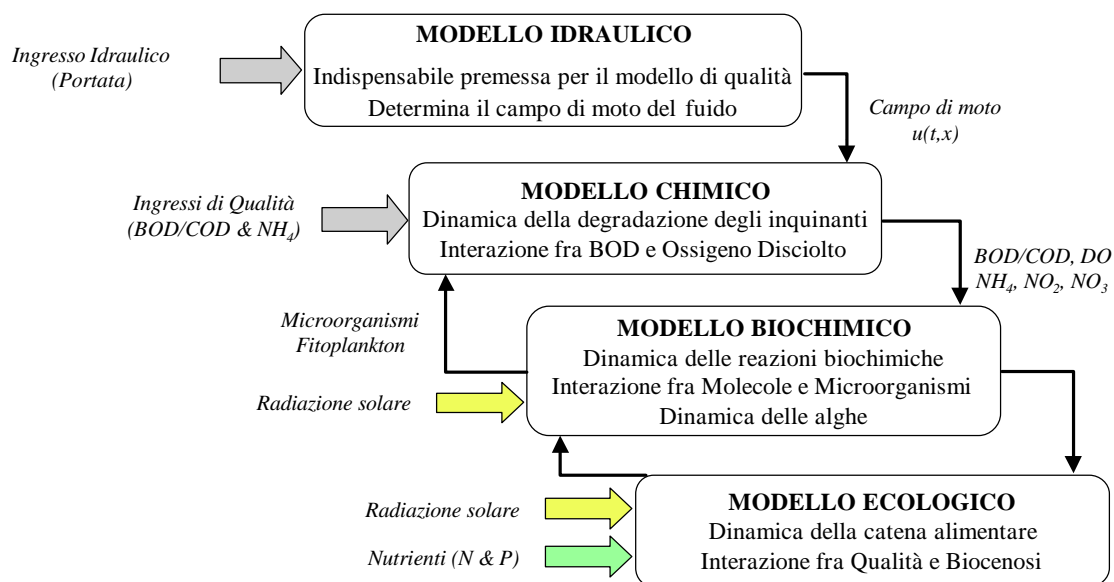 MODELLO IDRAULICO
Ingresso Idraulico
(Portata)
Indispensabile premessa per il modello di qualità
Determina il campo di moto del fuido
Campo di moto
u(t,x)
MODELLO CHIMICO
Ingressi di Qualità
(BOD/COD & NH4)
Dinamica della degradazione degli inquinanti
Interazione fra BOD e Ossigeno Disciolto
BOD/COD, DO
NH4, NO2, NO3
Microorganismi
Fitoplankton
MODELLO BIOCHIMICO
Dinamica delle reazioni biochimiche
Interazione fra Molecole e Microorganismi
Dinamica delle alghe
Radiazione solare
MODELLO ECOLOGICO
Radiazione solare
Dinamica della catena alimentare
Nutrienti (N & P)
Interazione fra Qualità e Biocenosi